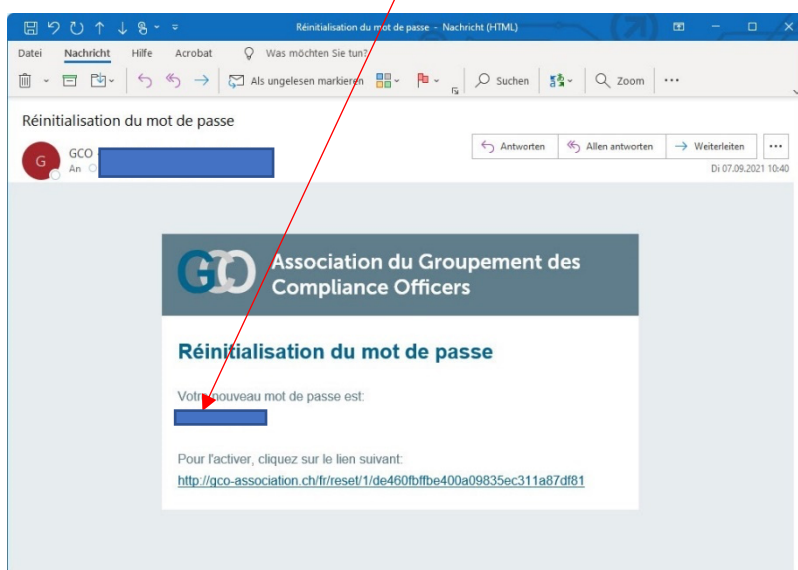 Réinitialisation du mot de passe - Nachricht (HTML)
Datei Nachricht Hilfe Acrobat Was möchten Sie tun?
Als ungelesen markieren Suchen Zoom
Réinitialisation du mot de passe
G
GCO
An
Antworten Allen antworten Weiterleiten
Di 07.09.2021 10:40
GCO
Association du Groupement des
Compliance Officers
Réinitialisation du mot de passe
Votre nouveau mot de passe est:
Pour l'activer, cliquez sur le lien suivant:
http://gco-association.ch/fr/reset/1/de460fbffbe400a09835ec311a87df81